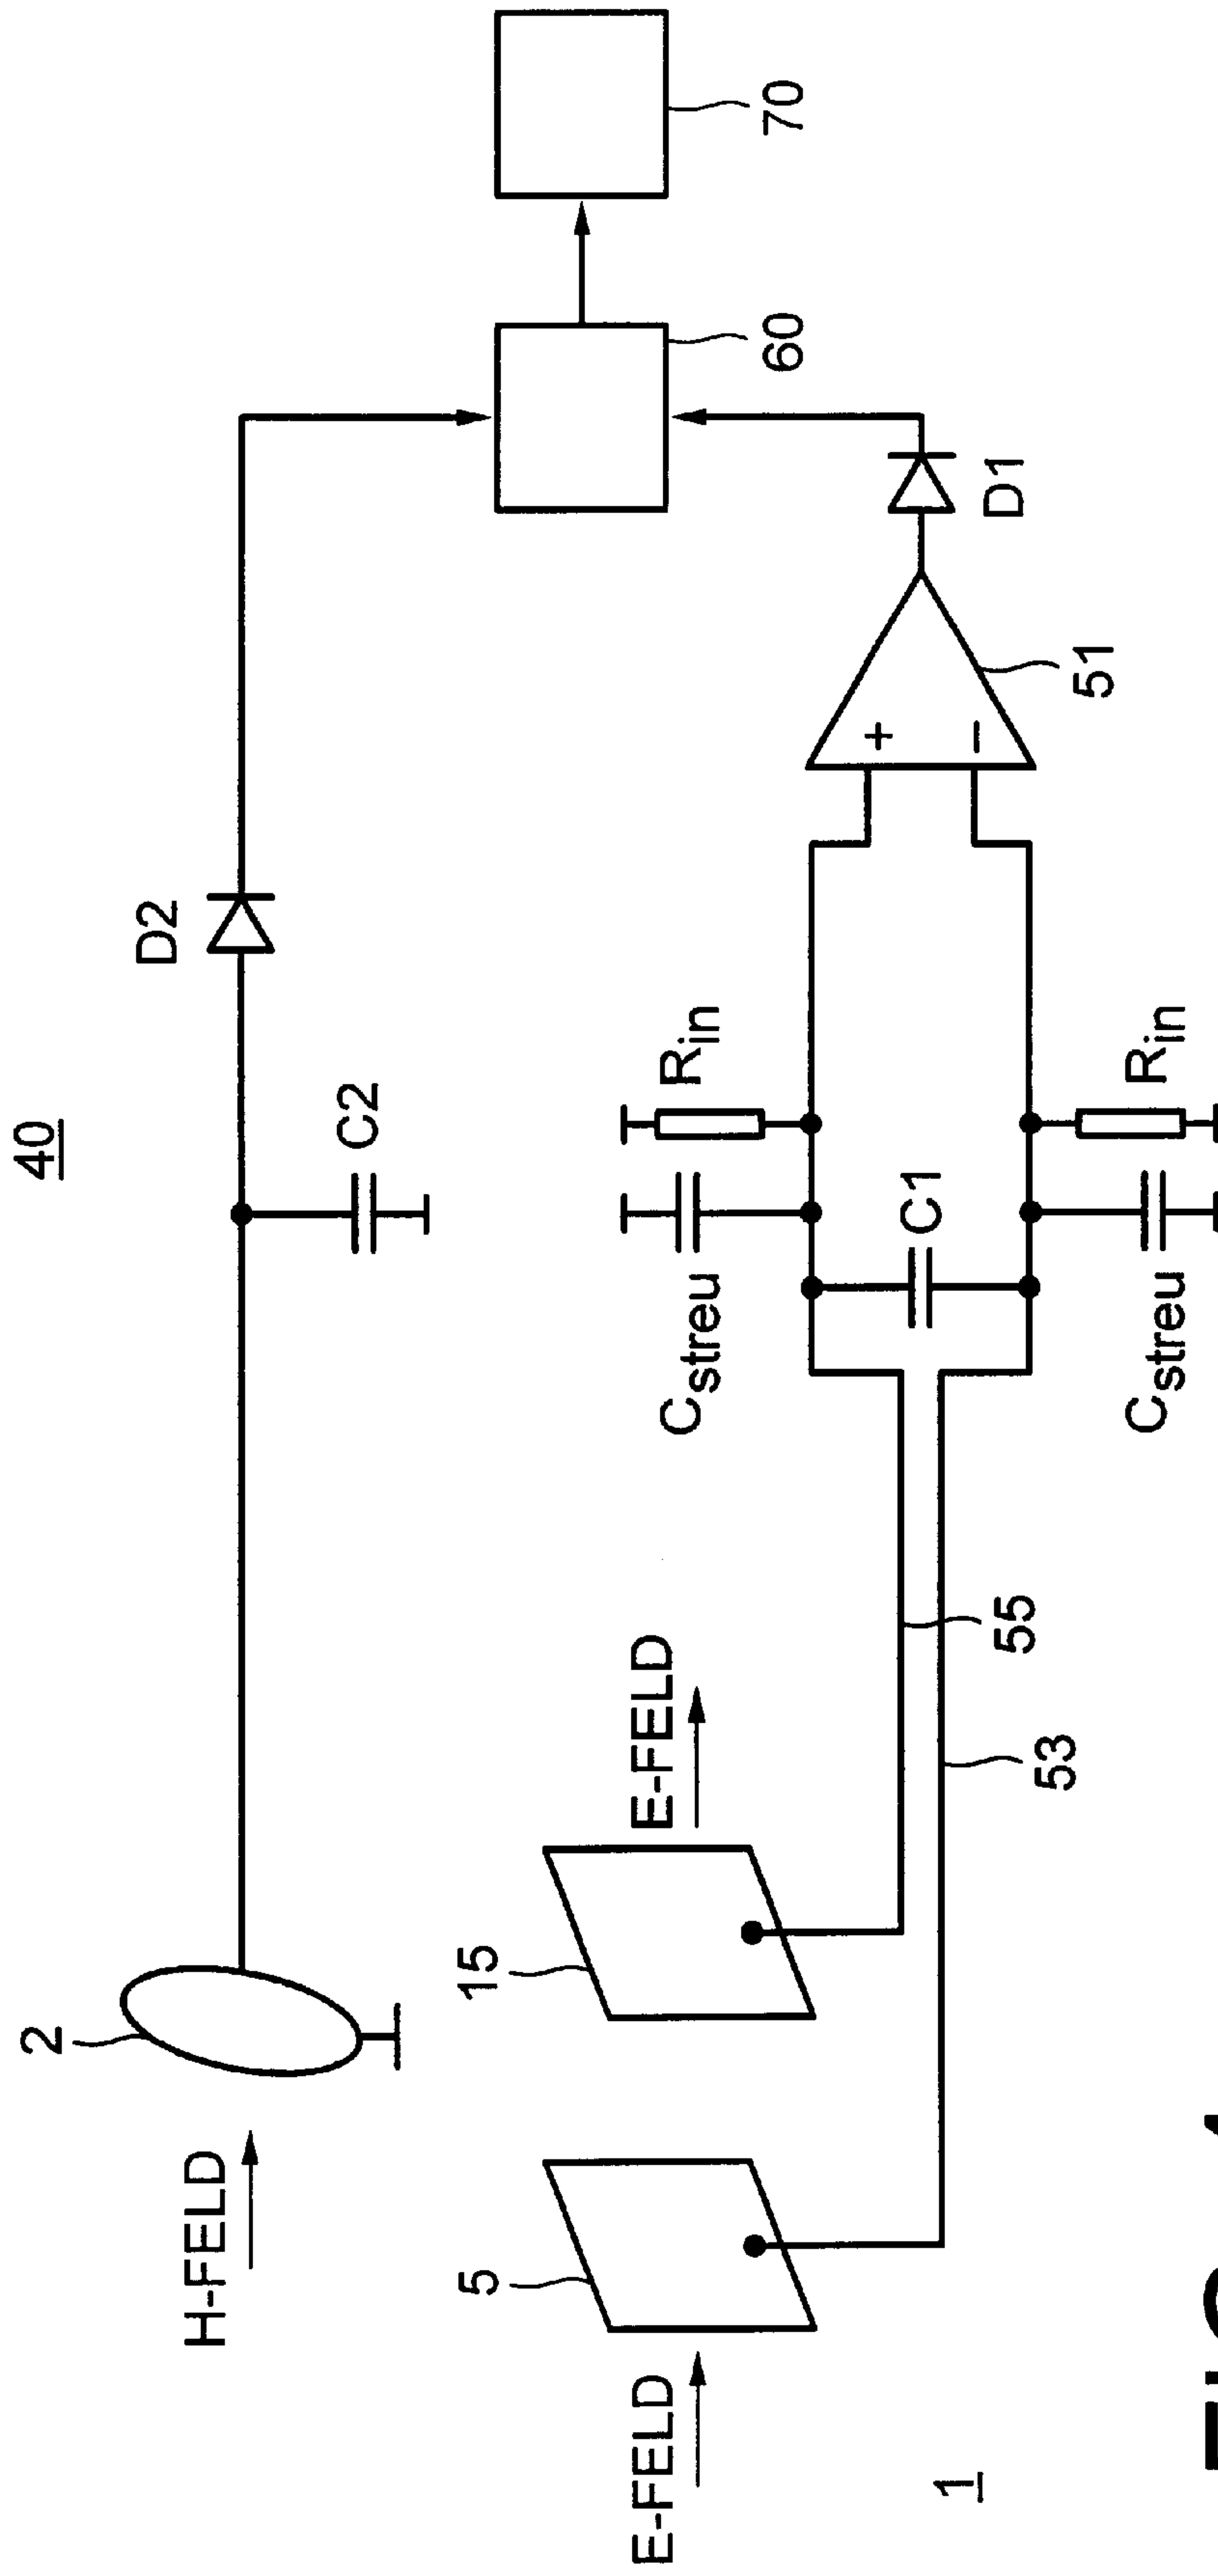 40
H-FELD
2
D2
C2
E-FELD
5
15
E-FELD
55
53
Cstreu
Rin
C1
Cstreu
Rin
+
−
51
D1
60
70
1